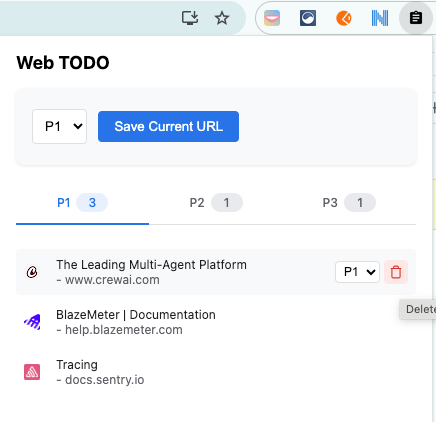 Web TODO
P1 Save Current URL
P1 3 P2 1 P3 1
The Leading Multi-Agent Platform P1
- www.crewai.com
Delete
BlazeMeter | Documentation
- help.blazemeter.com
Tracing
- docs.sentry.io